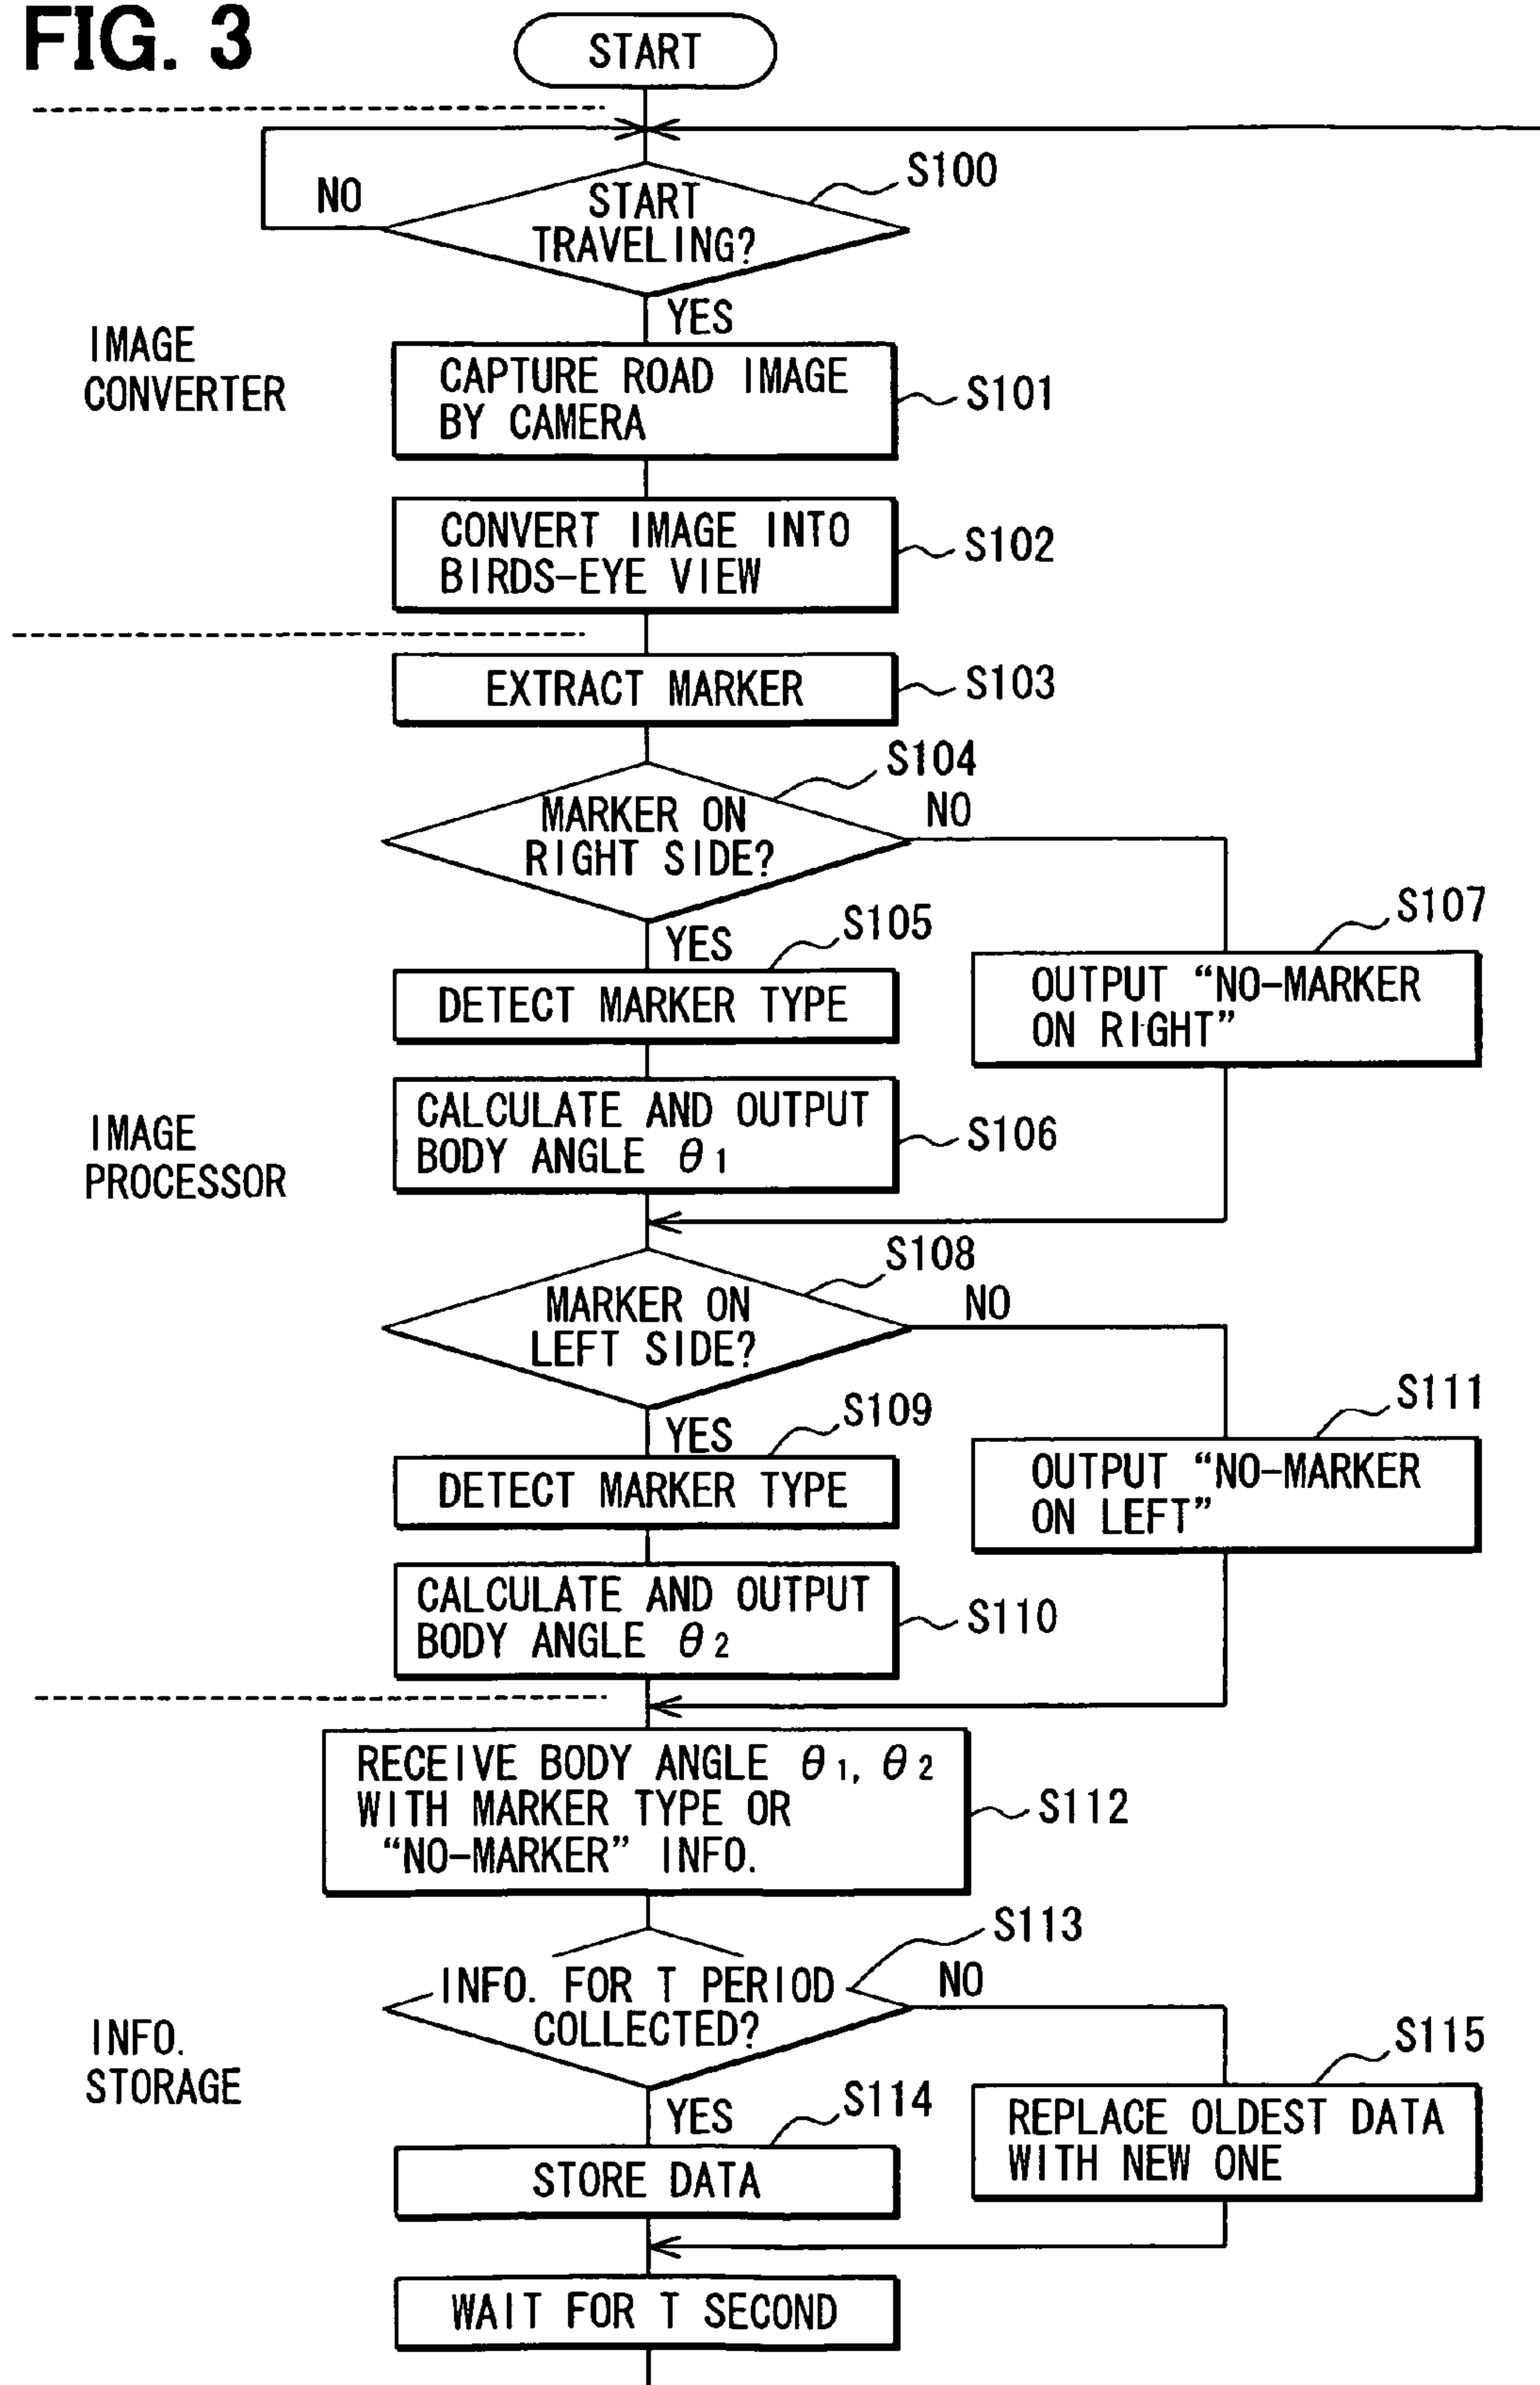 FIG. 3
START
START
TRAVELING?
S100
NO
YES
IMAGE
CONVERTER
CAPTURE ROAD IMAGE
BY CAMERA
S101
CONVERT IMAGE INTO
BIRDS-EYE VIEW
S102
EXTRACT MARKER
S103
MARKER ON
RIGHT SIDE?
S104
NO
YES
DETECT MARKER TYPE
S105
OUTPUT “NO-MARKER
ON RIGHT”
S107
IMAGE
PROCESSOR
CALCULATE AND OUTPUT
BODY ANGLE θ1
S106
MARKER ON
LEFT SIDE?
S108
NO
YES
DETECT MARKER TYPE
S109
OUTPUT “NO-MARKER
ON LEFT”
S111
CALCULATE AND OUTPUT
BODY ANGLE θ2
S110
RECEIVE BODY ANGLE θ1, θ2
WITH MARKER TYPE OR
“NO-MARKER” INFO.
S112
INFO. FOR T PERIOD
COLLECTED?
S113
NO
YES
INFO.
STORAGE
STORE DATA
S114
REPLACE OLDEST DATA
WITH NEW ONE
S115
WAIT FOR T SECOND